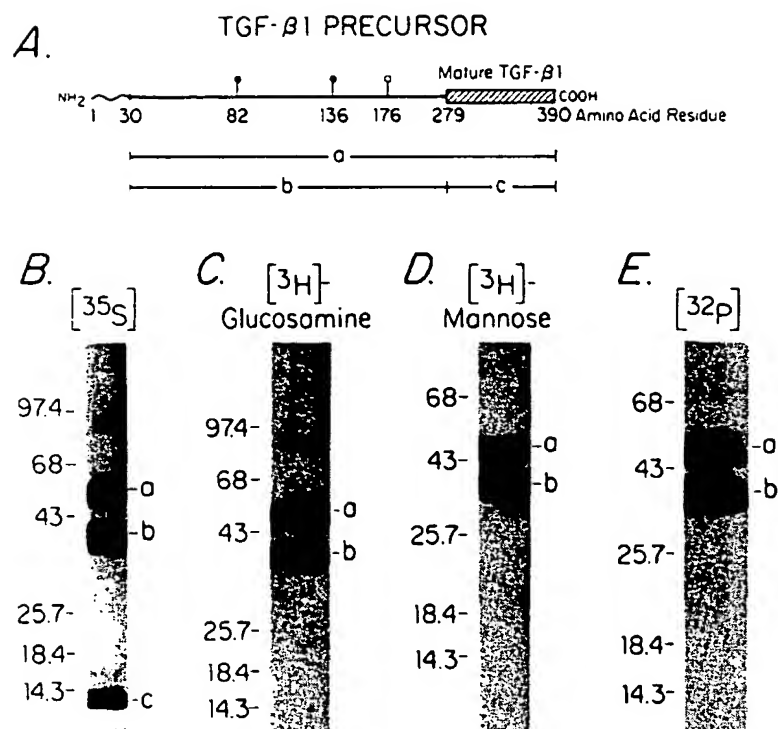 TGF-β1 PRECURSOR
A.
Mature TGF-β1
NH2
COOH
1 30 82 136 176 279 390 Amino Acid Residue
a
b c
B.
[35S]
97.4-
68-
43-
25.7-
18.4-
14.3-
-a
-b
-c
C.
[3H]-
Glucosamine
97.4-
68-
43-
25.7-
18.4-
14.3-
-a
-b
D.
[3H]-
Mannose
68-
43-
25.7-
18.4-
14.3-
-a
-b
E.
[32P]
68-
43-
25.7-
18.4-
14.3-
-a
-b